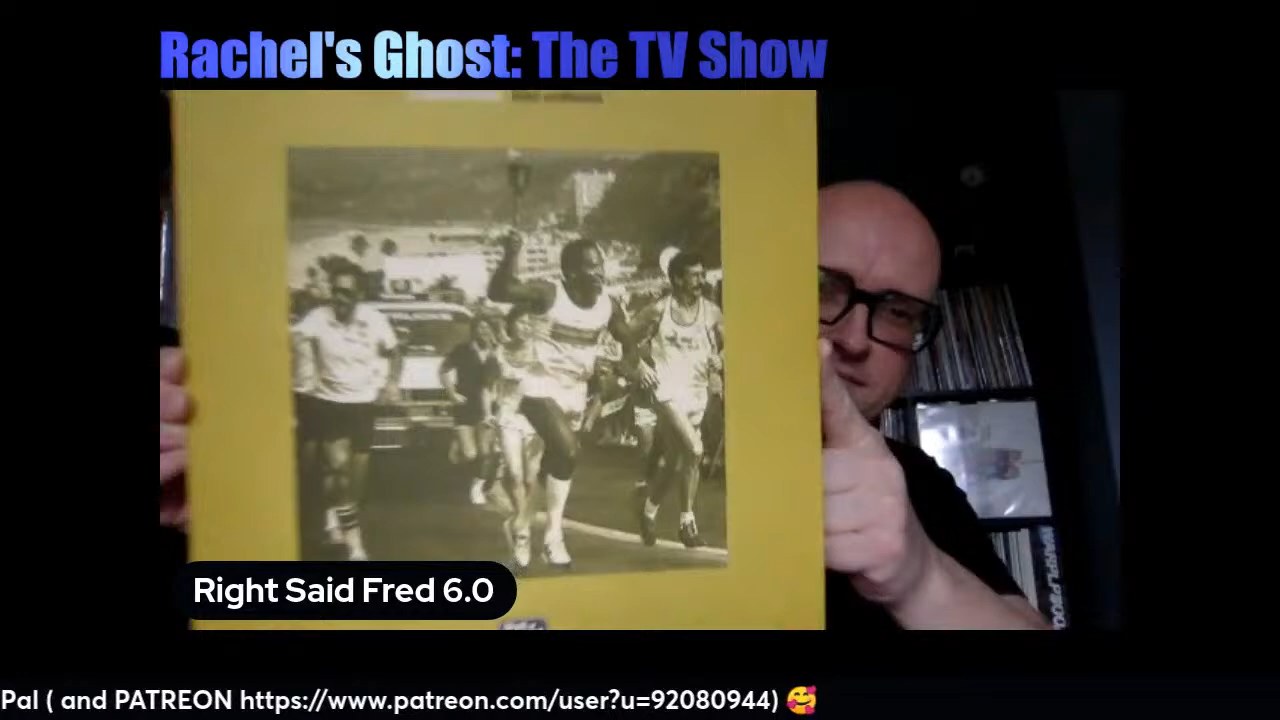 Rachel's Ghost: The TV Show
Right Said Fred 6.0
Pal ( and PATREON https://www.patreon.com/user?u=92080944) 🥰